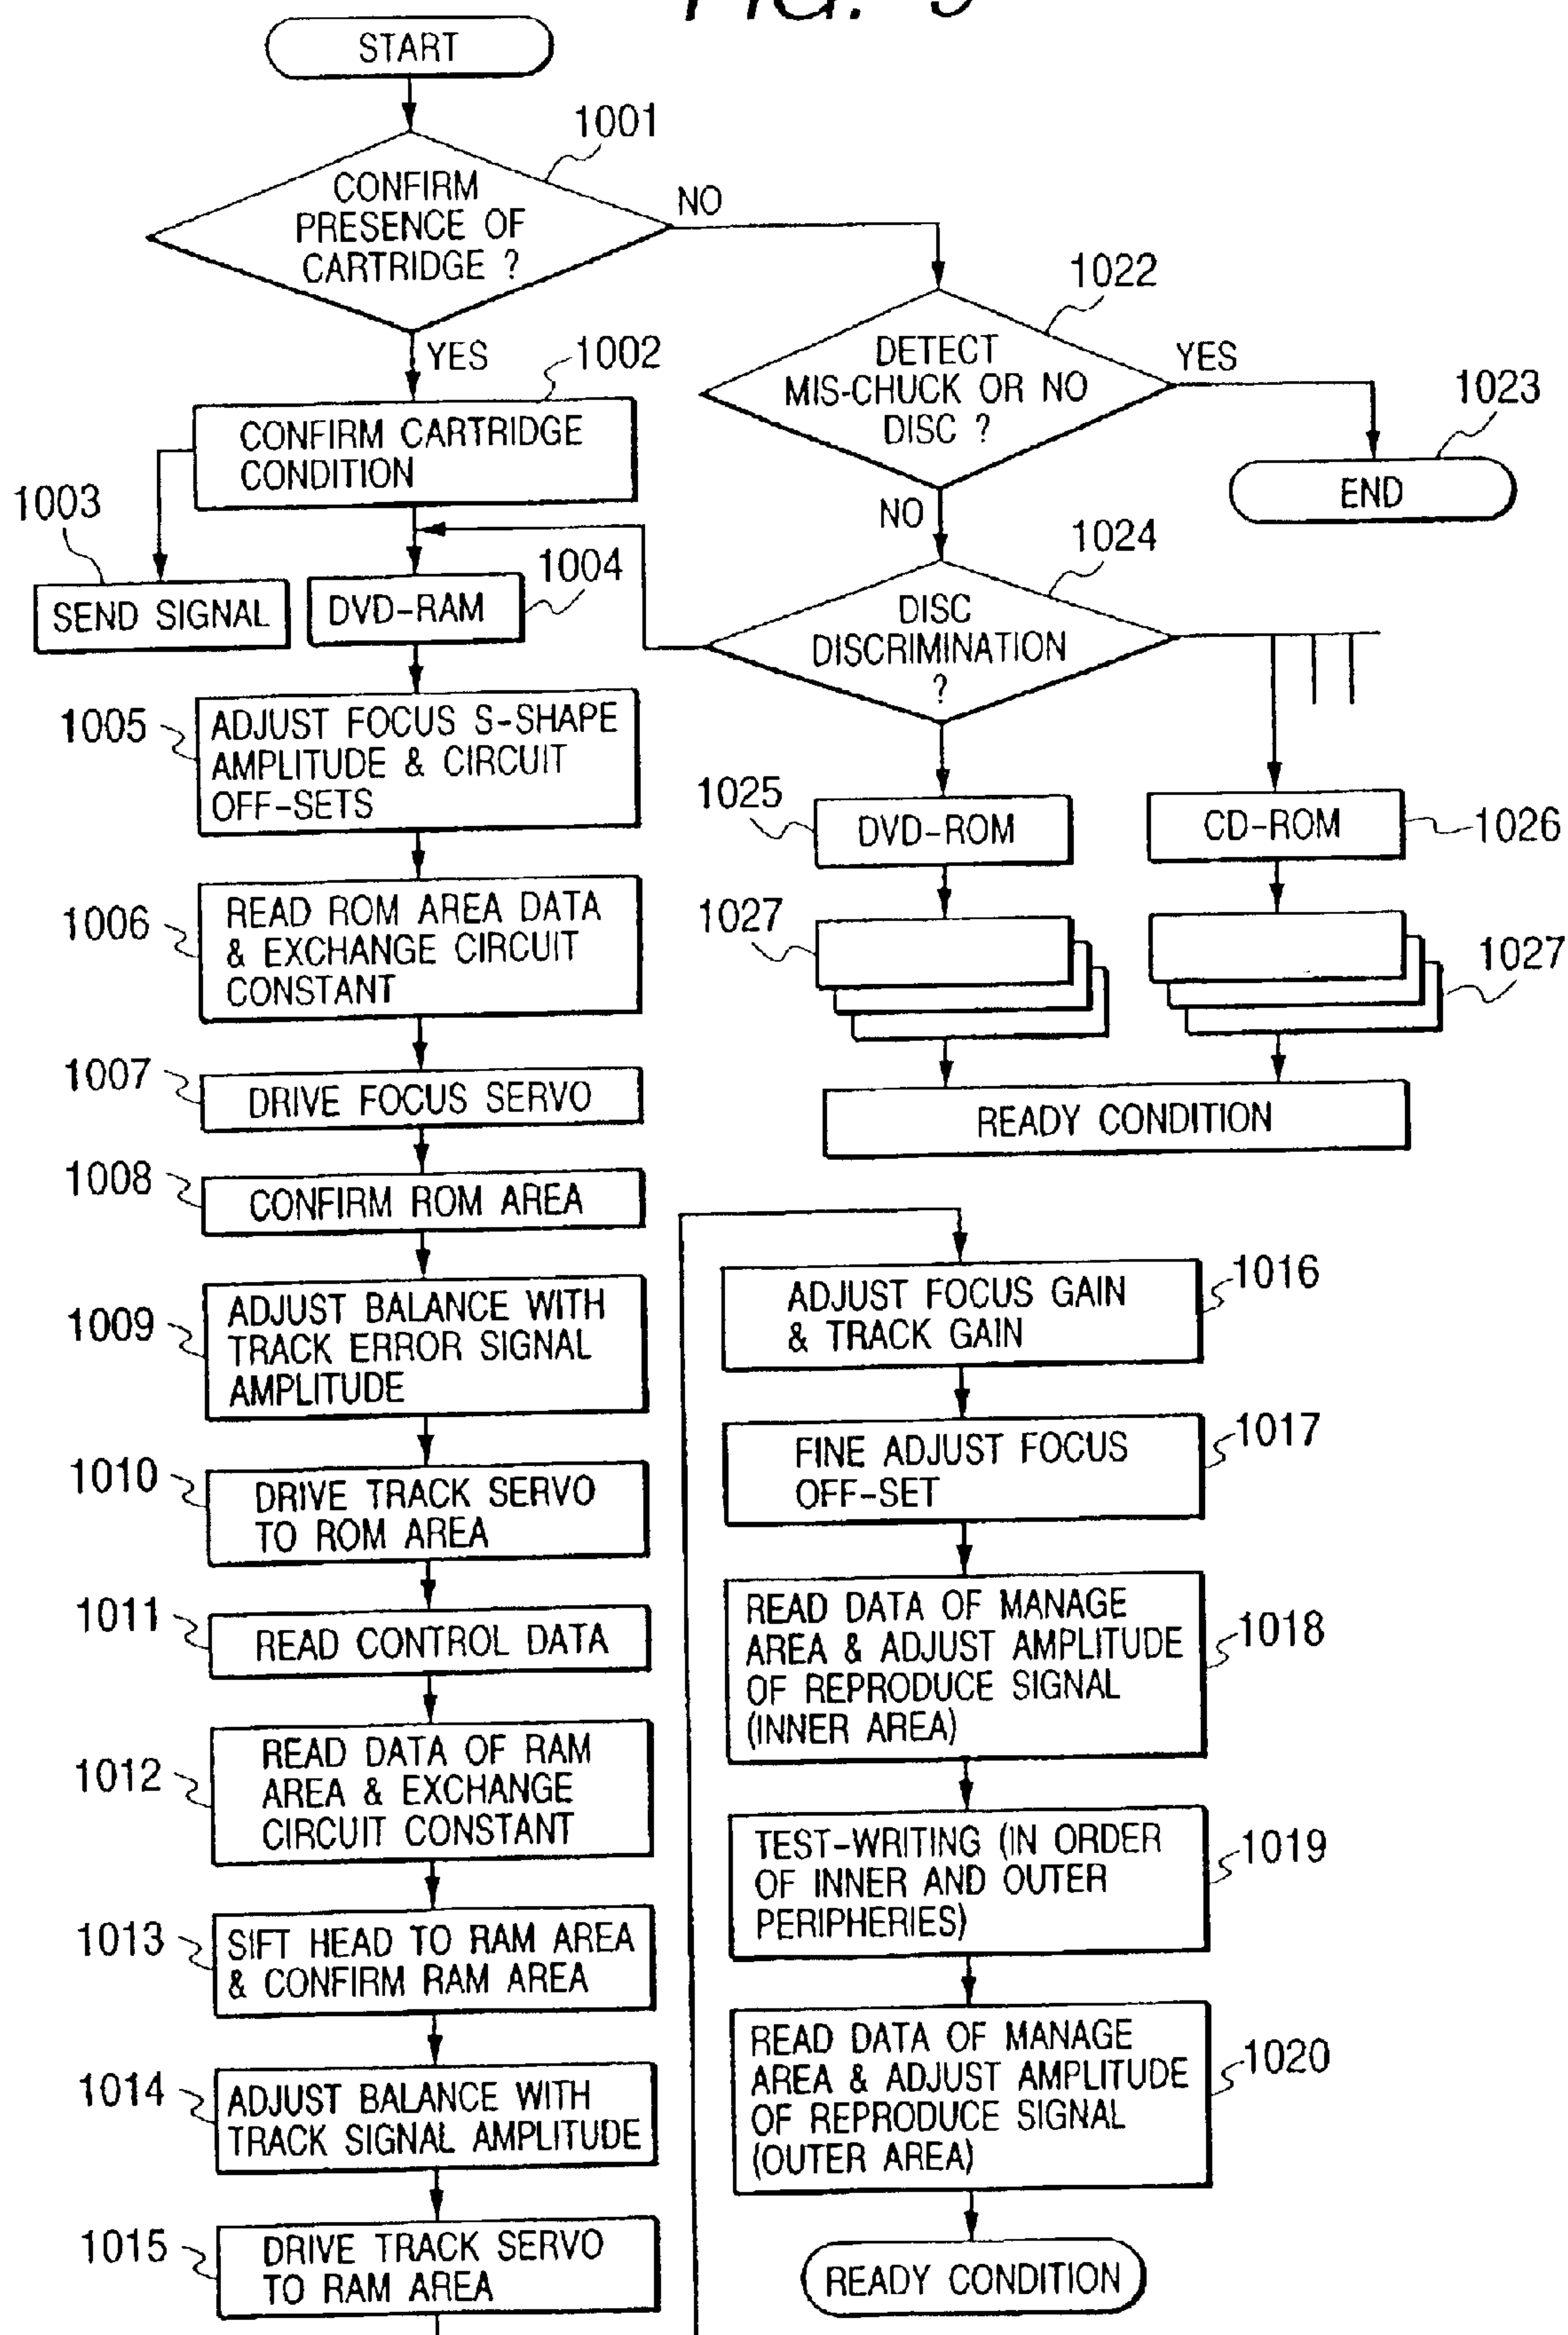 START
1001
CONFIRM
PRESENCE OF
CARTRIDGE ?
NO
YES
1022
DETECT
MIS-CHUCK OR NO
DISC ?
YES
1023
END
NO
1002
CONFIRM CARTRIDGE
CONDITION
1003
SEND SIGNAL
1004
DVD-RAM
1024
DISC
DISCRIMINATION
?
1005
ADJUST FOCUS S-SHAPE
AMPLITUDE & CIRCUIT
OFF-SETS
1025
DVD-ROM
CD-ROM
1026
1027
1027
READY CONDITION
1006
READ ROM AREA DATA
& EXCHANGE CIRCUIT
CONSTANT
1007
DRIVE FOCUS SERVO
1008
CONFIRM ROM AREA
1009
ADJUST BALANCE WITH
TRACK ERROR SIGNAL
AMPLITUDE
1010
DRIVE TRACK SERVO
TO ROM AREA
1011
READ CONTROL DATA
1012
READ DATA OF RAM
AREA & EXCHANGE
CIRCUIT CONSTANT
1013
SIFT HEAD TO RAM AREA
& CONFIRM RAM AREA
1014
ADJUST BALANCE WITH
TRACK SIGNAL AMPLITUDE
1015
DRIVE TRACK SERVO
TO RAM AREA
1016
ADJUST FOCUS GAIN
& TRACK GAIN
1017
FINE ADJUST FOCUS
OFF-SET
1018
READ DATA OF MANAGE
AREA & ADJUST AMPLITUDE
OF REPRODUCE SIGNAL
(INNER AREA)
1019
TEST-WRITING (IN ORDER
OF INNER AND OUTER
PERIPHERIES)
1020
READ DATA OF MANAGE
AREA & ADJUST AMPLITUDE
OF REPRODUCE SIGNAL
(OUTER AREA)
READY CONDITION